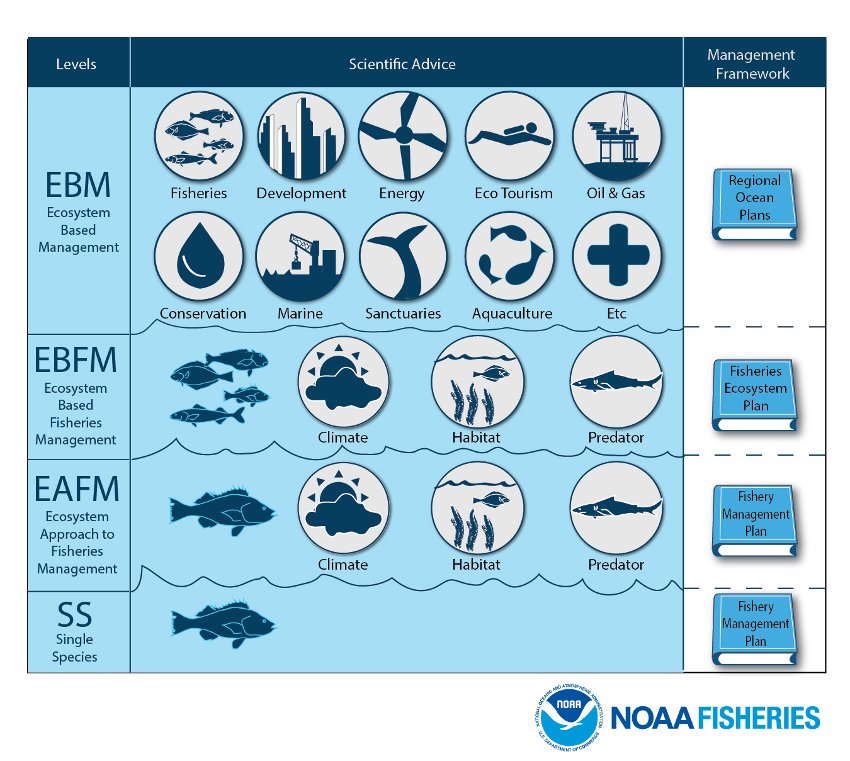 Levels
Scientific Advice
Management
Framework
EBM
Ecosystem
Based
Management
Fisheries
Development
Energy
Eco Tourism
Oil & Gas
Conservation
Marine
Sanctuaries
Aquaculture
Etc
Regional
Ocean
Plans
EBFM
Ecosystem
Based
Fisheries
Management
Climate
Habitat
Predator
Fisheries
Ecosystem
Plan
EAFM
Ecosystem
Approach to
Fisheries
Management
Climate
Habitat
Predator
Fishery
Management
Plan
SS
Single
Species
Fishery
Management
Plan
NATIONAL OCEANIC AND ATMOSPHERIC ADMINISTRATION
NOAA
U.S. DEPARTMENT OF COMMERCE
NOAA FISHERIES